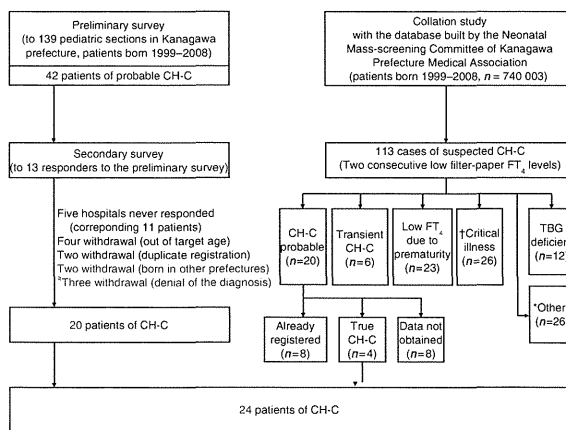 Preliminary survey
(to 139 pediatric sections in Kanagawa
prefecture, patients born 1999–2008)
42 patients of probable CH-C
Secondary survey
(to 13 responders to the preliminary survey)
Five hospitals never responded
(correponding 11 patients)
Four withdrawal (out of target age)
Two withdrawal (duplicate registration)
Two withdrawal (born in other prefectures)
Three withdrawal (denial of the diagnosis)
20 patients of CH-C
Collation study
with the database built by the Neonatal
Mass-screening Committee of Kanagawa
Prefecture Medical Association
(patients born 1999–2008, n = 740 003)
113 cases of suspected CH-C
(Two consecutive low filter-paper FT4 levels)
CH-C
probable
(n=20)
Transient
CH-C
(n=6)
Low FT4
due to
prematurity
(n=23)
†Critical
illness
(n=26)
TBG
deficien
(n=12
*Other
(n=26
Already
registered
(n=8)
True
CH-C
(n=4)
Data not
obtained
(n=8)
24 patients of CH-C